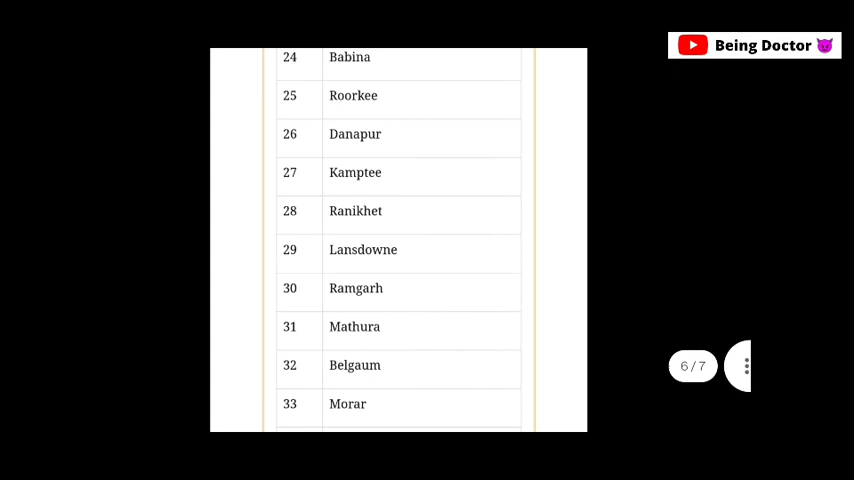 Being Doctor 😈
24 Babina
25 Roorkee
26 Danapur
27 Kamptee
28 Ranikhet
29 Lansdowne
30 Ramgarh
31 Mathura
32 Belgaum
33 Morar
6/7